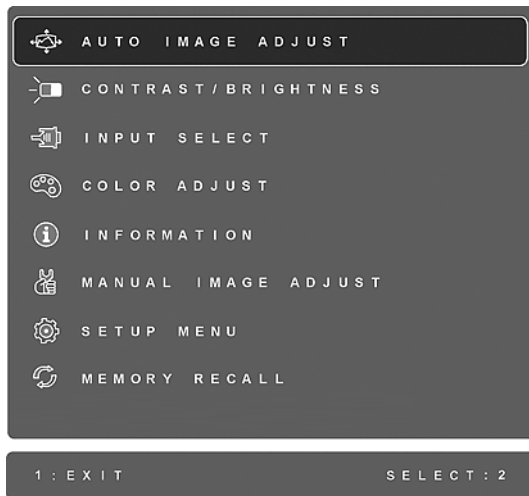 AUTO IMAGE ADJUST
CONTRAST/BRIGHTNESS
INPUT SELECT
COLOR ADJUST
INFORMATION
MANUAL IMAGE ADJUST
SETUP MENU
MEMORY RECALL
1:EXIT SELECT:2